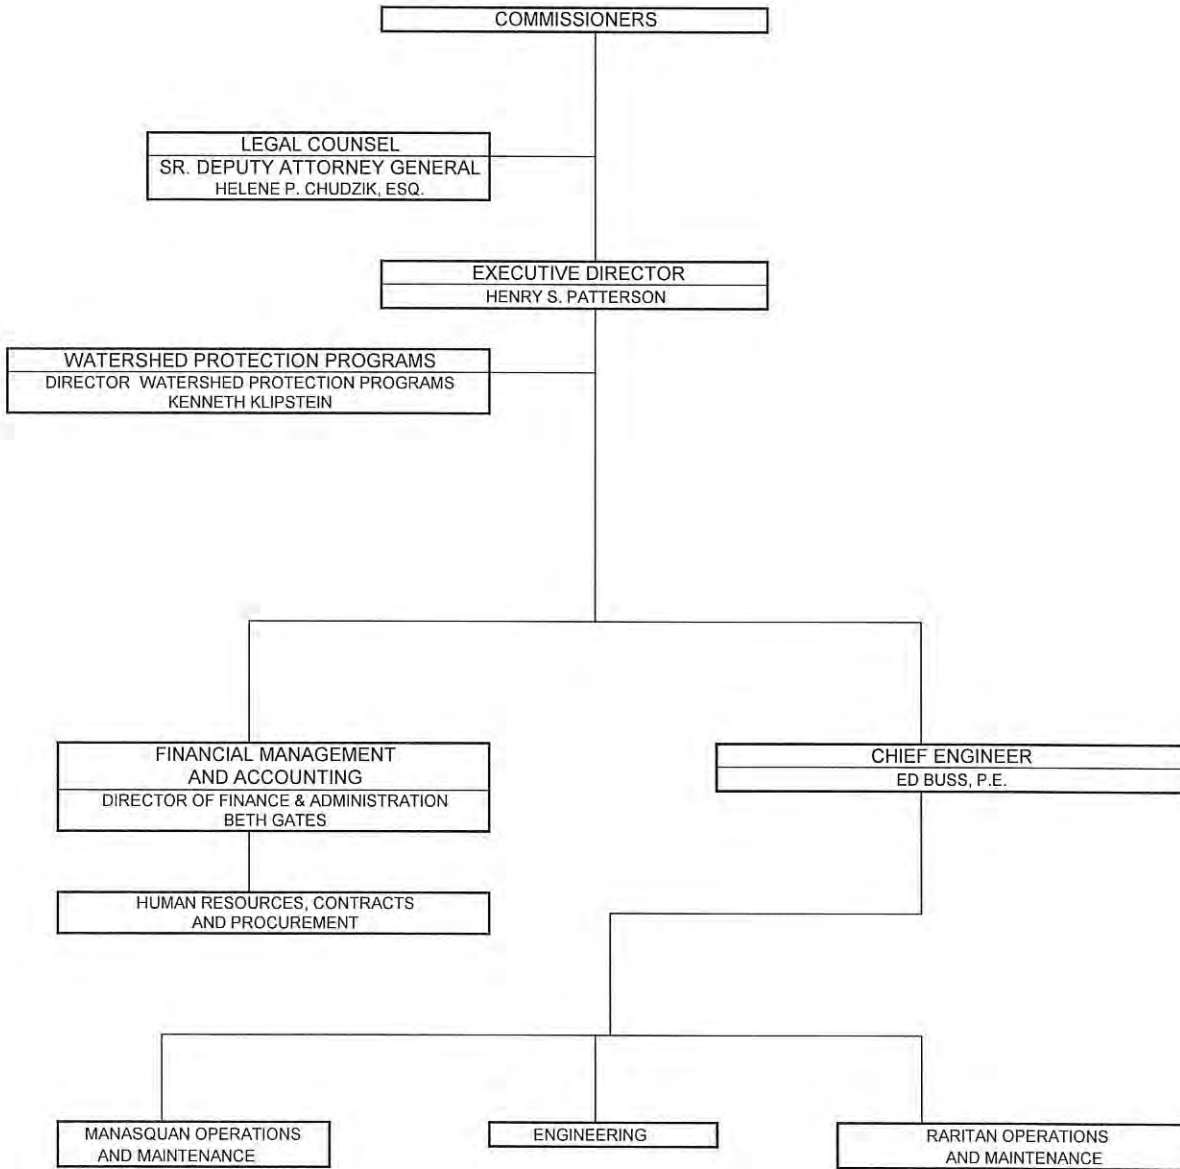 COMMISSIONERS
LEGAL COUNSEL
SR. DEPUTY ATTORNEY GENERAL
HELENE P. CHUDZIK, ESQ.
EXECUTIVE DIRECTOR
HENRY S. PATTERSON
WATERSHED PROTECTION PROGRAMS
DIRECTOR WATERSHED PROTECTION PROGRAMS
KENNETH KLIPSTEIN
FINANCIAL MANAGEMENT
AND ACCOUNTING
DIRECTOR OF FINANCE & ADMINISTRATION
BETH GATES
CHIEF ENGINEER
ED BUSS, P.E.
HUMAN RESOURCES, CONTRACTS
AND PROCUREMENT
MANASQUAN OPERATIONS
AND MAINTENANCE
ENGINEERING
RARITAN OPERATIONS
AND MAINTENANCE